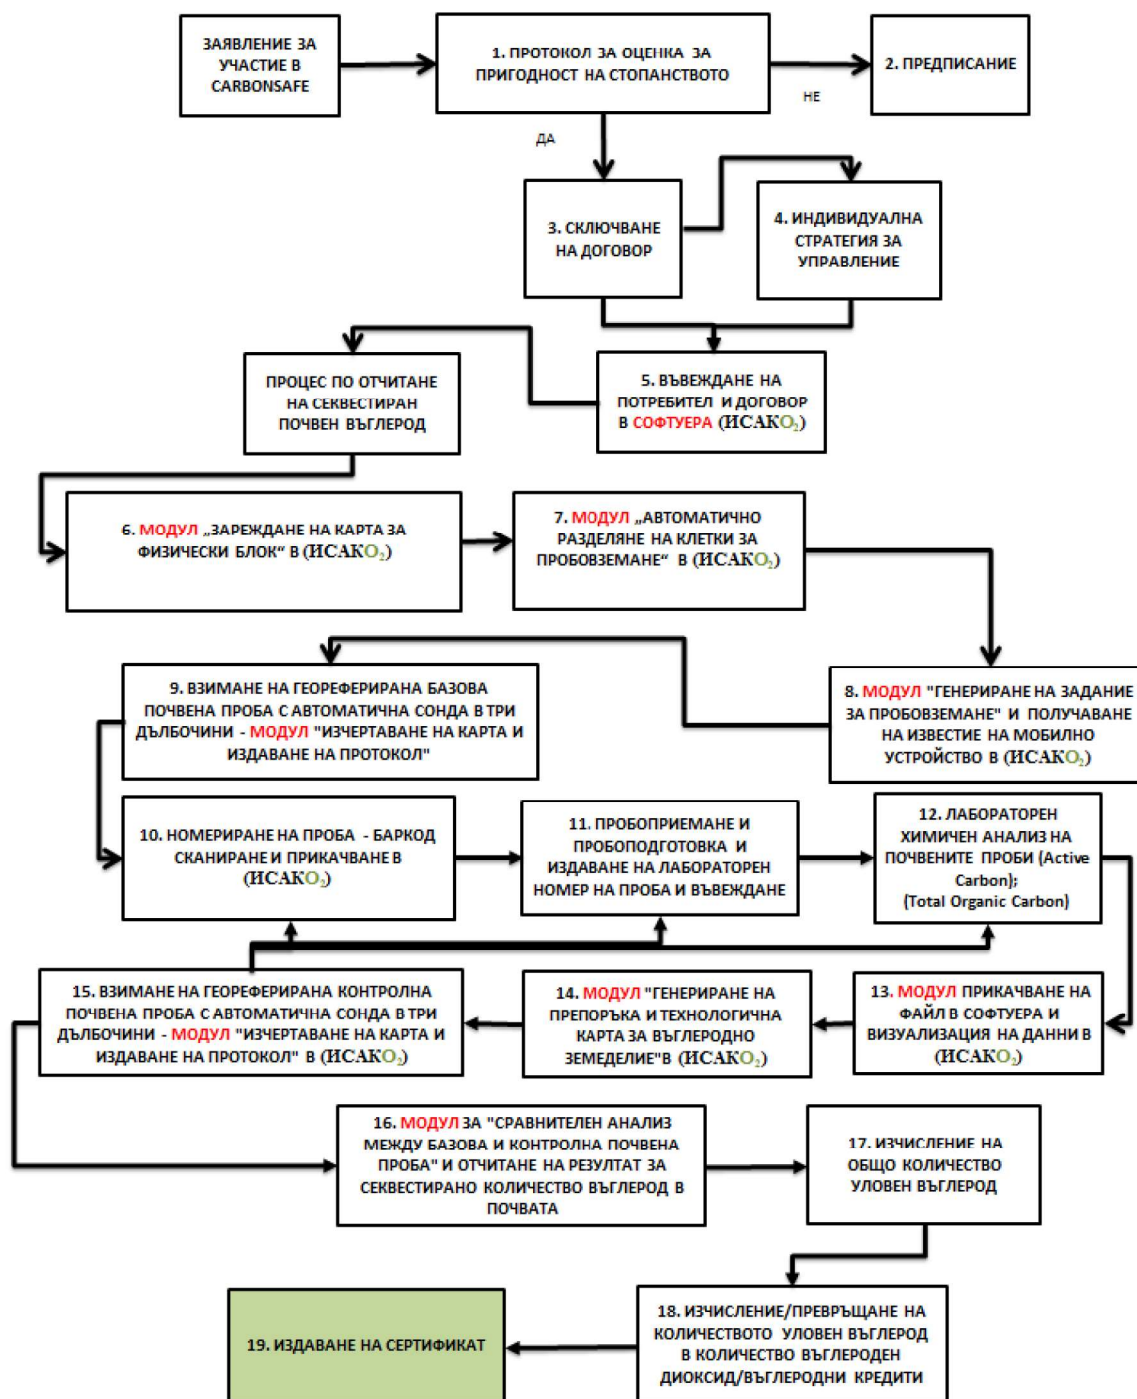 ЗАЯВЛЕНИЕ ЗА
УЧАСТИЕ В
CARBONSAFE
1. ПРОТОКОЛ ЗА ОЦЕНКА ЗА
ПРИГОДНОСТ НА СТОПАНСТВОТО
2. ПРЕДПИСАНИЕ
НЕ
ДА
3. СКЛЮЧВАНЕ
НА ДОГОВОР
4. ИНДИВИДУАЛНА
СТРАТЕГИЯ ЗА
УПРАВЛЕНИЕ
ПРОЦЕС ПО ОТЧИТАНЕ
НА СЕКВЕСТИРАН
ПОЧВЕН ВЪГЛЕРОД
5. ВЪВЕЖДАНЕ НА
ПОТРЕБИТЕЛ И ДОГОВОР
В СОФТУЕРА (ИСАКО₂)
6. МОДУЛ „ЗАРЕЖДАНЕ НА КАРТА ЗА
ФИЗИЧЕСКИ БЛОК“ В (ИСАКО₂)
7. МОДУЛ „АВТОМАТИЧНО
РАЗДЕЛЯНЕ НА КЛЕТКИ ЗА
ПРОБОВЗЕМАНЕ“ В (ИСАКО₂)
8. МОДУЛ "ГЕНЕРИРАНЕ НА ЗАДАНИЕ
ЗА ПРОБОВЗЕМАНЕ" И ПОЛУЧАВАНЕ
НА ИЗВЕСТИЕ НА МОБИЛНО
УСТРОЙСТВО В (ИСАКО₂)
9. ВЗИМАНЕ НА ГЕОРЕФЕРИРАНА БАЗОВА
ПОЧВЕНА ПРОБА С АВТОМАТИЧНА СОНДА В ТРИ
ДЪЛБОЧИНИ - МОДУЛ "ИЗЧЕРТАВАНЕ НА КАРТА И
ИЗДАВАНЕ НА ПРОТОКОЛ"
10. НОМЕРИРАНЕ НА ПРОБА - БАРКОД
СКАНИРАНЕ И ПРИКАЧВАНЕ В
(ИСАКО₂)
11. ПРОБОПРИЕМАНЕ И
ПРОБОПОДГОТОВКА И
ИЗДАВАНЕ НА ЛАБОРАТОРЕН
НОМЕР НА ПРОБА И ВЪВЕЖДАНЕ
12. ЛАБОРАТОРЕН
ХИМИЧЕН АНАЛИЗ НА
ПОЧВЕНИТЕ ПРОБИ (Active
Carbon);
(Total Organic Carbon)
13. МОДУЛ ПРИКАЧВАНЕ НА
ФАЙЛ В СОФТУЕРА И
ВИЗУАЛИЗАЦИЯ НА ДАННИ В
(ИСАКО₂)
14. МОДУЛ "ГЕНЕРИРАНЕ НА
ПРЕПОРЪКА И ТЕХНОЛОГИЧНА
КАРТА ЗА ВЪГЛЕРОДНО
ЗЕМЕДЕЛИЕ"В (ИСАКО₂)
15. ВЗИМАНЕ НА ГЕОРЕФЕРИРАНА КОНТРОЛНА
ПОЧВЕНА ПРОБА С АВТОМАТИЧНА СОНДА В ТРИ
ДЪЛБОЧИНИ - МОДУЛ "ИЗЧЕРТАВАНЕ НА КАРТА И
ИЗДАВАНЕ НА ПРОТОКОЛ" В (ИСАКО₂)
16. МОДУЛ ЗА "СРАВНИТЕЛЕН АНАЛИЗ
МЕЖДУ БАЗОВА И КОНТРОЛНА ПОЧВЕНА
ПРОБА" И ОТЧИТАНЕ НА РЕЗУЛТАТ ЗА
СЕКВЕСТИРАНО КОЛИЧЕСТВО ВЪГЛЕРОД В
ПОЧВАТА
17. ИЗЧИСЛЕНИЕ НА
ОБЩО КОЛИЧЕСТВО
УЛОВЕН ВЪГЛЕРОД
18. ИЗЧИСЛЕНИЕ/ПРЕВРЪЩАНЕ НА
КОЛИЧЕСТВОТО УЛОВЕН ВЪГЛЕРОД
В КОЛИЧЕСТВО ВЪГЛЕРОДЕН
ДИОКСИД/ВЪГЛЕРОДНИ КРЕДИТИ
19. ИЗДАВАНЕ НА СЕРТИФИКАТ